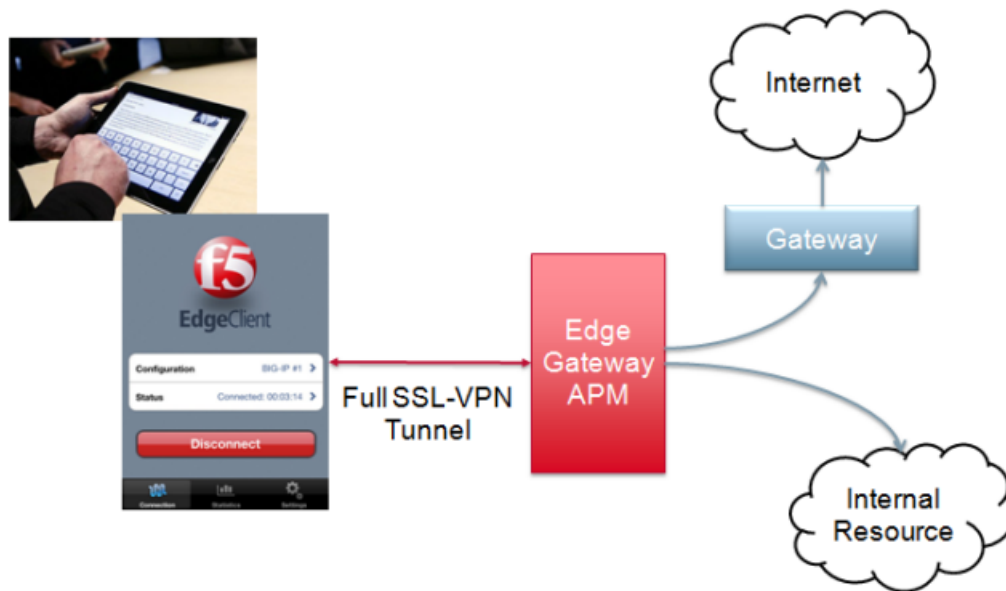 f5
EdgeClient
Configuration
BIG-IP #1
Status
Connected: 00:03:14
Disconnect
Connection
Statistics
Settings
Full SSL-VPN
Tunnel
Edge
Gateway
APM
Internet
Gateway
Internal
Resource